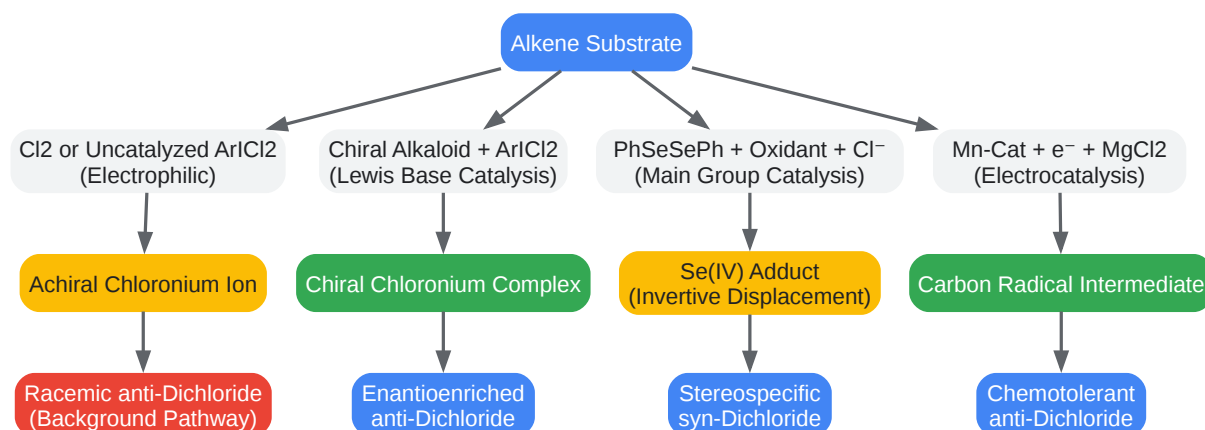 Alkene Substrate
Cl2 or Uncatalyzed ArICl2
(Electrophilic)
Chiral Alkaloid + ArICl2
(Lewis Base Catalysis)
PhSeSePh + Oxidant + Cl⁻
(Main Group Catalysis)
Mn-Cat + e⁻ + MgCl2
(Electrocatalysis)
Achiral Chloronium Ion
Chiral Chloronium Complex
Se(IV) Adduct
(Invertive Displacement)
Carbon Radical Intermediate
Racemic anti-Dichloride
(Background Pathway)
Enantioenriched
anti-Dichloride
Stereospecific
syn-Dichloride
Chemotolerant
anti-Dichloride